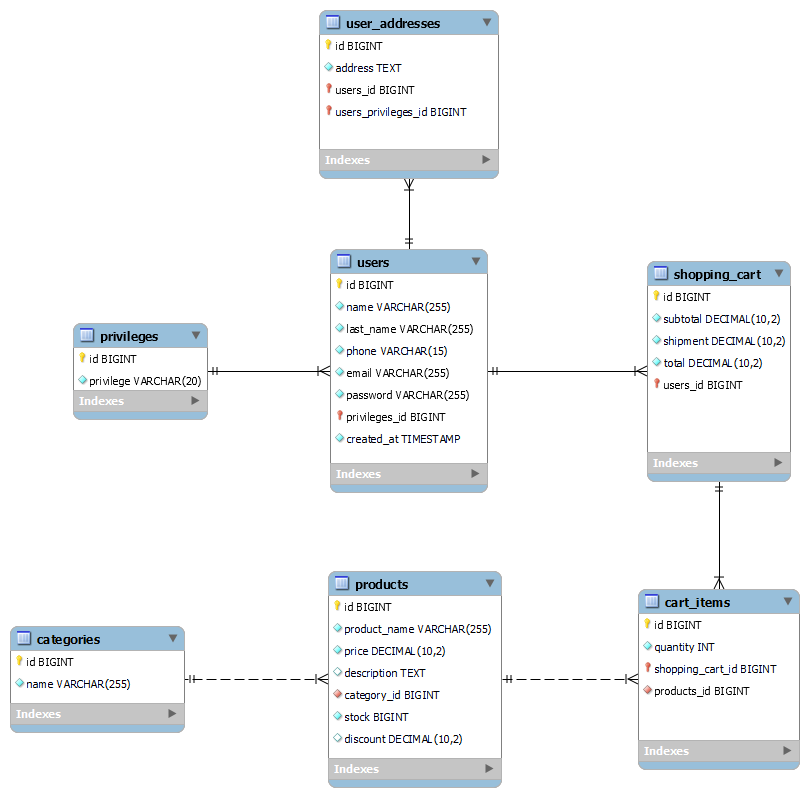 user_addresses
id BIGINT
address TEXT
users_id BIGINT
users_privileges_id BIGINT
Indexes
users
id BIGINT
name VARCHAR(255)
last_name VARCHAR(255)
phone VARCHAR(15)
email VARCHAR(255)
password VARCHAR(255)
privileges_id BIGINT
created_at TIMESTAMP
Indexes
shopping_cart
id BIGINT
subtotal DECIMAL(10,2)
shipment DECIMAL(10,2)
total DECIMAL(10,2)
users_id BIGINT
Indexes
privileges
id BIGINT
privilege VARCHAR(20)
Indexes
products
id BIGINT
product_name VARCHAR(255)
price DECIMAL(10,2)
description TEXT
category_id BIGINT
stock BIGINT
discount DECIMAL(10,2)
Indexes
cart_items
id BIGINT
quantity INT
shopping_cart_id BIGINT
products_id BIGINT
Indexes
categories
id BIGINT
name VARCHAR(255)
Indexes